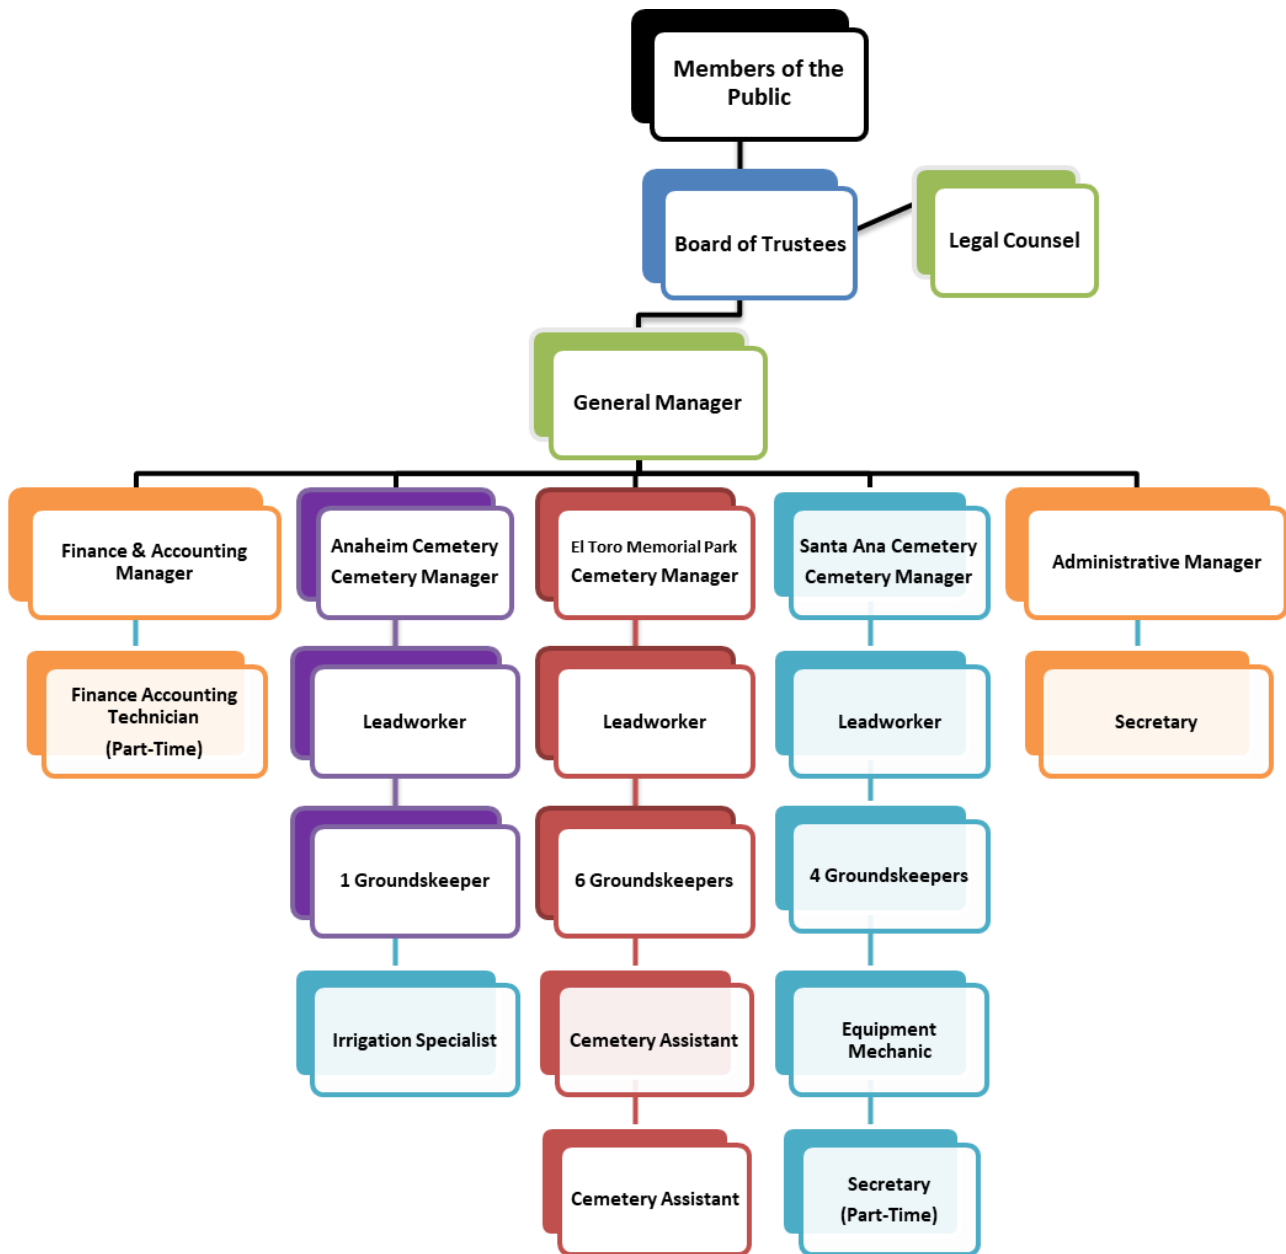 Members of the
Public
Board of Trustees
Legal Counsel
General Manager
Finance & Accounting
Manager
Anaheim Cemetery
Cemetery Manager
El Toro Memorial Park
Cemetery Manager
Santa Ana Cemetery
Cemetery Manager
Administrative Manager
Finance Accounting
Technician
(Part-Time)
Leadworker
Leadworker
Leadworker
Secretary
1 Groundskeeper
6 Groundskeepers
4 Groundskeepers
Irrigation Specialist
Cemetery Assistant
Equipment
Mechanic
Cemetery Assistant
Secretary
(Part-Time)